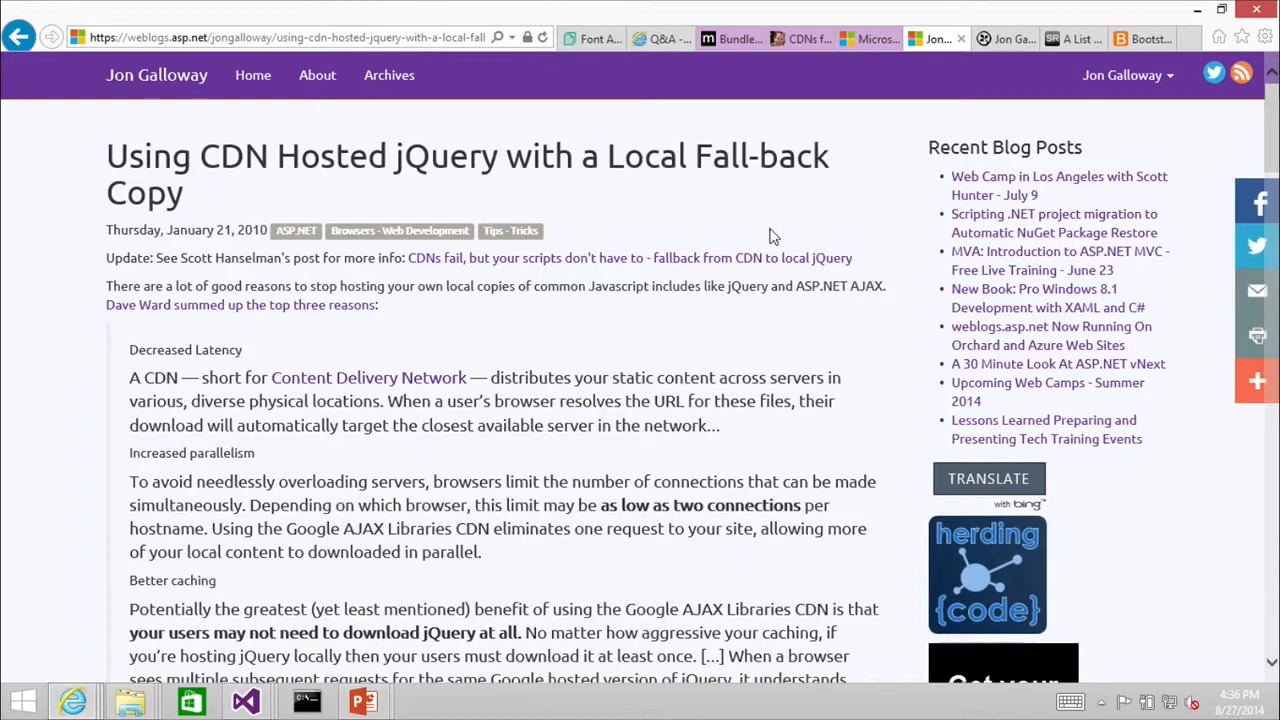 https://weblogs.asp.net/jongalloway/using-cdn-hosted-jquery-with-a-local-fall
Font A...
Q&A -...
Bundle...
CDNs f...
Micros...
Jon...
Jon Ga...
A List ...
Bootst...
Jon Galloway
Home
About
Archives
Jon Galloway
Using CDN Hosted jQuery with a Local Fall-back
Copy
Thursday, January 21, 2010 ASP.NET Browsers - Web Development Tips - Tricks
Update: See Scott Hanselman's post for more info: CDNs fail, but your scripts don't have to - fallback from CDN to local jQuery
There are a lot of good reasons to stop hosting your own local copies of common Javascript includes like jQuery and ASP.NET AJAX.
Dave Ward summed up the top three reasons:
Decreased Latency
A CDN — short for Content Delivery Network — distributes your static content across servers in
various, diverse physical locations. When a user's browser resolves the URL for these files, their
download will automatically target the closest available server in the network...
Increased parallelism
To avoid needlessly overloading servers, browsers limit the number of connections that can be made
simultaneously. Depending on which browser, this limit may be as low as two connections per
hostname. Using the Google AJAX Libraries CDN eliminates one request to your site, allowing more
of your local content to downloaded in parallel.
Better caching
Potentially the greatest (yet least mentioned) benefit of using the Google AJAX Libraries CDN is that
your users may not need to download jQuery at all. No matter how aggressive your caching, if
you're hosting jQuery locally then your users must download it at least once. [...] When a browser
sees multiple subsequent requests for the same Google hosted version of jQuery, it understands
Recent Blog Posts
Web Camp in Los Angeles with Scott
Hunter - July 9
Scripting .NET project migration to
Automatic NuGet Package Restore
MVA: Introduction to ASP.NET MVC -
Free Live Training - June 23
New Book: Pro Windows 8.1
Development with XAML and C#
weblogs.asp.net Now Running On
Orchard and Azure Web Sites
A 30 Minute Look At ASP.NET vNext
Upcoming Web Camps - Summer
2014
Lessons Learned Preparing and
Presenting Tech Training Events
TRANSLATE
with bing™
herding
{code}
Get your
4:36 PM
8/27/2014